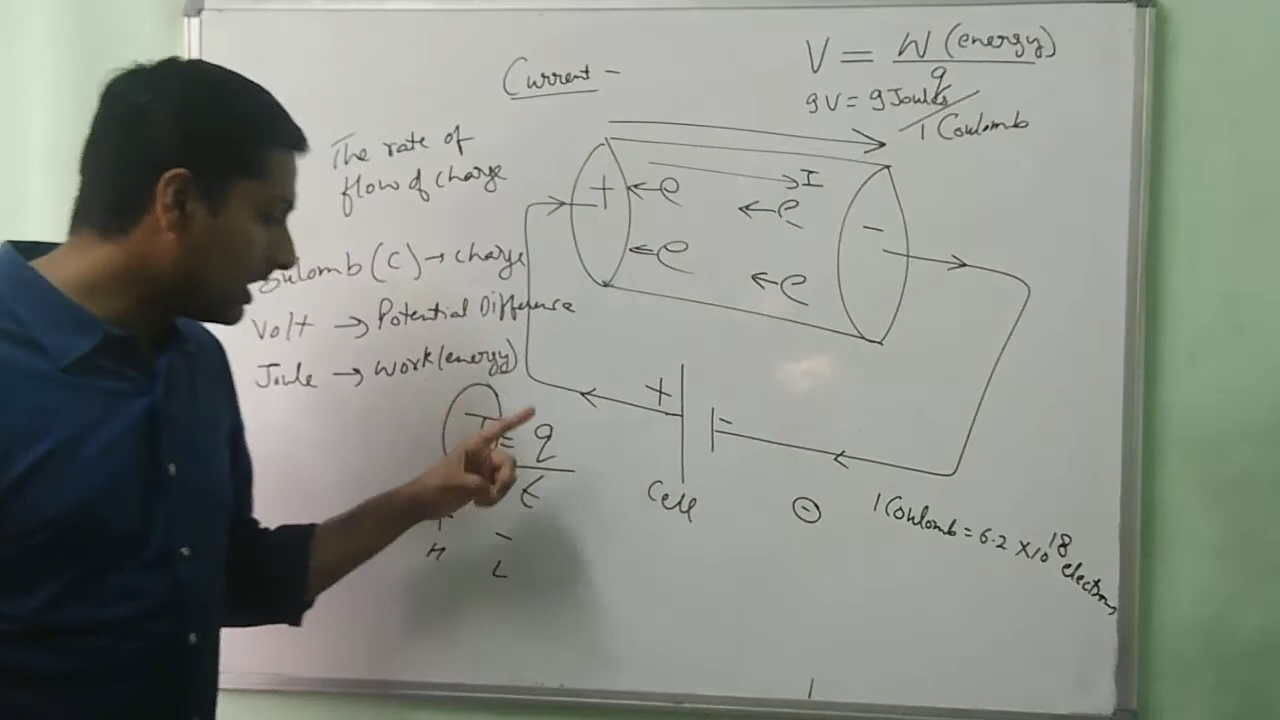 Current -
V = W (energy)
q
9V = 9 Joules /
1 Coulomb
The rate of
flow of charge
Coulomb (C) → charge
Volt → Potential Difference
Joule → Work (energy)
+ ← e ← e → I
← e ← e -
I = q
t
+ -
H L
+ -
Cell
⊖
1 Coulomb = 6.2 × 10^18 electrons